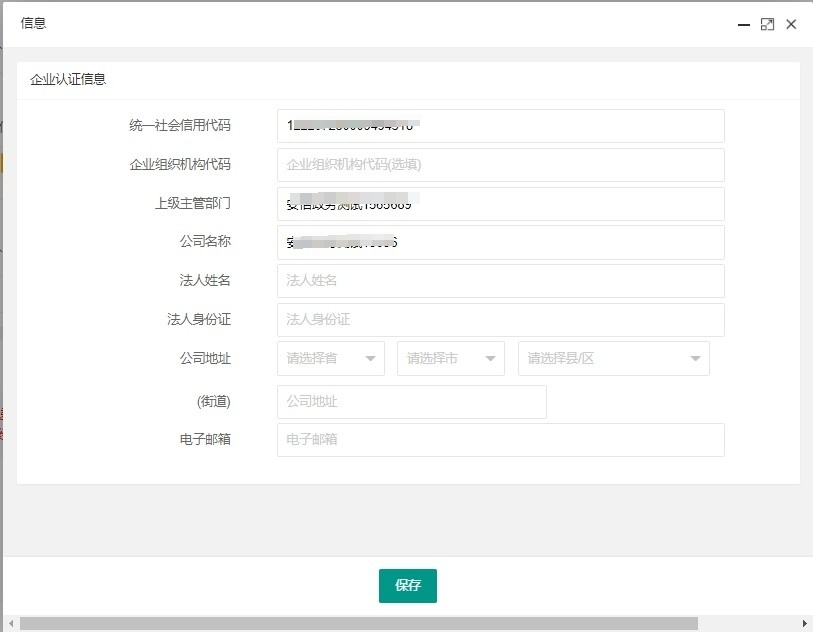 信息
企业认证信息
统一社会信用代码
企业组织机构代码 企业组织机构代码(选填)
上级主管部门
公司名称
法人姓名 法人姓名
法人身份证 法人身份证
公司地址 请选择省 请选择市 请选择县/区
(街道) 公司地址
电子邮箱 电子邮箱
保存